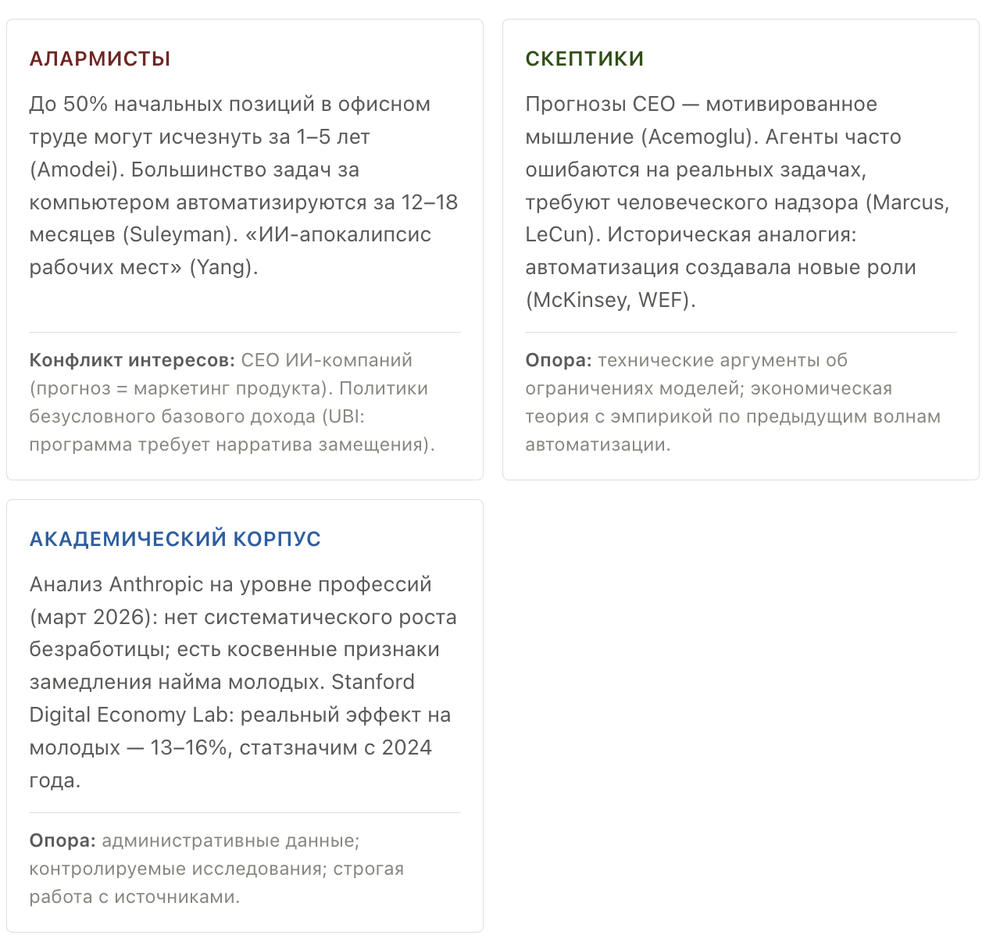 АЛАРМИСТЫ
До 50% начальных позиций в офисном
труде могут исчезнуть за 1–5 лет
(Amodei). Большинство задач за
компьютером автоматизируются за 12–18
месяцев (Suleyman). «ИИ-апокалипсис
рабочих мест» (Yang).
Конфликт интересов: CEO ИИ-компаний
(прогноз = маркетинг продукта). Политики
безусловного базового дохода (UBI:
программа требует нарратива замещения).
СКЕПТИКИ
Прогнозы CEO — мотивированное
мышление (Acemoglu). Агенты часто
ошибаются на реальных задачах,
требуют человеческого надзора (Marcus,
LeCun). Историческая аналогия:
автоматизация создавала новые роли
(McKinsey, WEF).
Опора: технические аргументы об
ограничениях моделей; экономическая
теория с эмпирикой по предыдущим волнам
автоматизации.
АКАДЕМИЧЕСКИЙ КОРПУС
Анализ Anthropic на уровне профессий
(март 2026): нет систематического роста
безработицы; есть косвенные признаки
замедления найма молодых. Stanford
Digital Economy Lab: реальный эффект на
молодых — 13–16%, статзначим с 2024
года.
Опора: административные данные;
контролируемые исследования; строгая
работа с источниками.